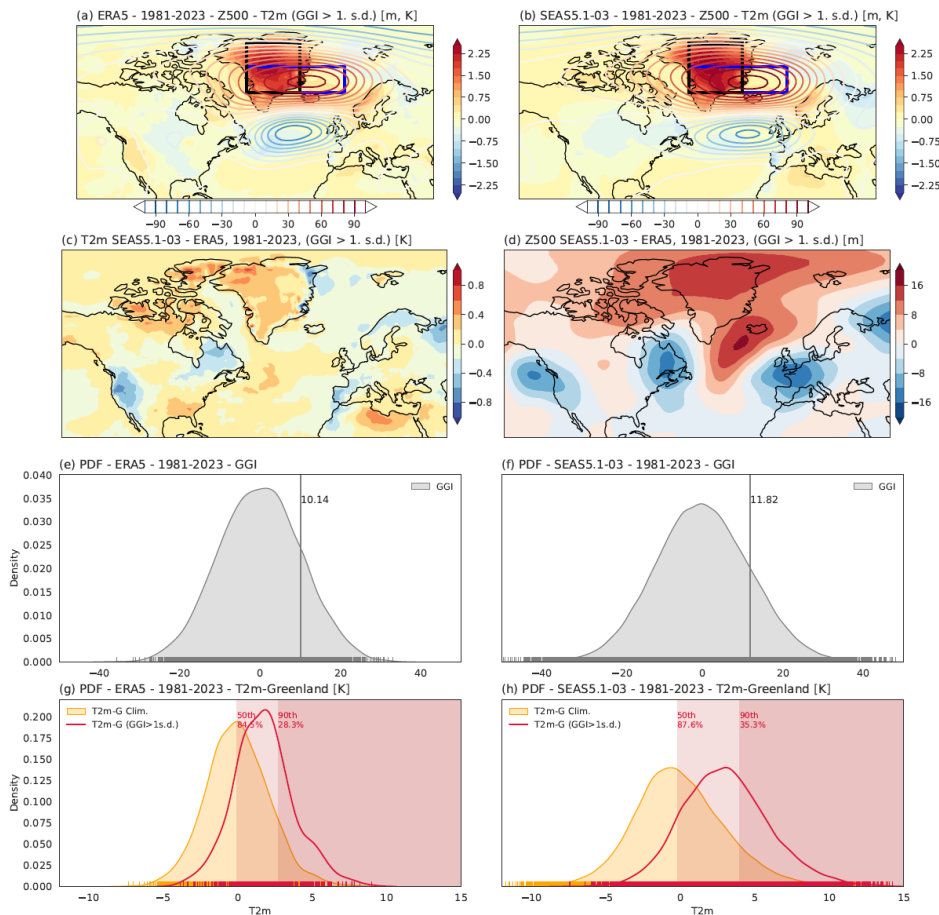 (a) ERA5 - 1981-2023 - Z500 - T2m (GGI > 1. s.d.) [m, K]
(b) SEAS5.1-03 - 1981-2023 - Z500 - T2m (GGI > 1. s.d.) [m, K]
2.25
1.50
0.75
0.00
−0.75
−1.50
−2.25
2.25
1.50
0.75
0.00
−0.75
−1.50
−2.25
−90 −60 −30 0 30 60 90
−90 −60 −30 0 30 60 90
(c) T2m SEAS5.1-03 - ERA5, 1981-2023, (GGI > 1. s.d.) [K]
(d) Z500 SEAS5.1-03 - ERA5, 1981-2023, (GGI > 1. s.d.) [m]
0.8
0.4
0.0
−0.4
−0.8
16
8
0
−8
−16
(e) PDF - ERA5 - 1981-2023 - GGI
(f) PDF - SEAS5.1-03 - 1981-2023 - GGI
0.040
0.035
0.030
0.025
0.020
0.015
0.010
0.005
0.000
Density
GGI
10.14
GGI
11.82
−40 −20 0 20 40
−40 −20 0 20 40
(g) PDF - ERA5 - 1981-2023 - T2m-Greenland [K]
(h) PDF - SEAS5.1-03 - 1981-2023 - T2m-Greenland [K]
0.200
0.175
0.150
0.125
0.100
0.075
0.050
0.025
0.000
Density
T2m-G Clim.
T2m-G (GGI>1s.d.)
50th
84.5%
90th
28.3%
T2m-G Clim.
T2m-G (GGI>1s.d.)
50th
87.6%
90th
35.3%
−10 −5 0 5 10 15
T2m
−10 −5 0 5 10 15
T2m